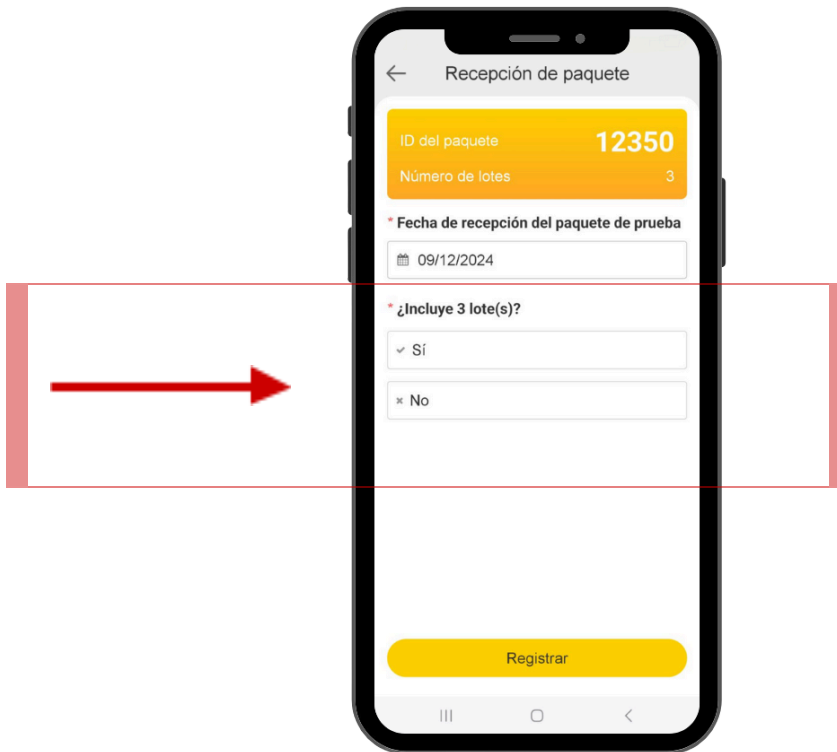 Recepción de paquete
ID del paquete 12350
Número de lotes 3
* Fecha de recepción del paquete de prueba
09/12/2024
* ¿Incluye 3 lote(s)?
Sí
No
Registrar